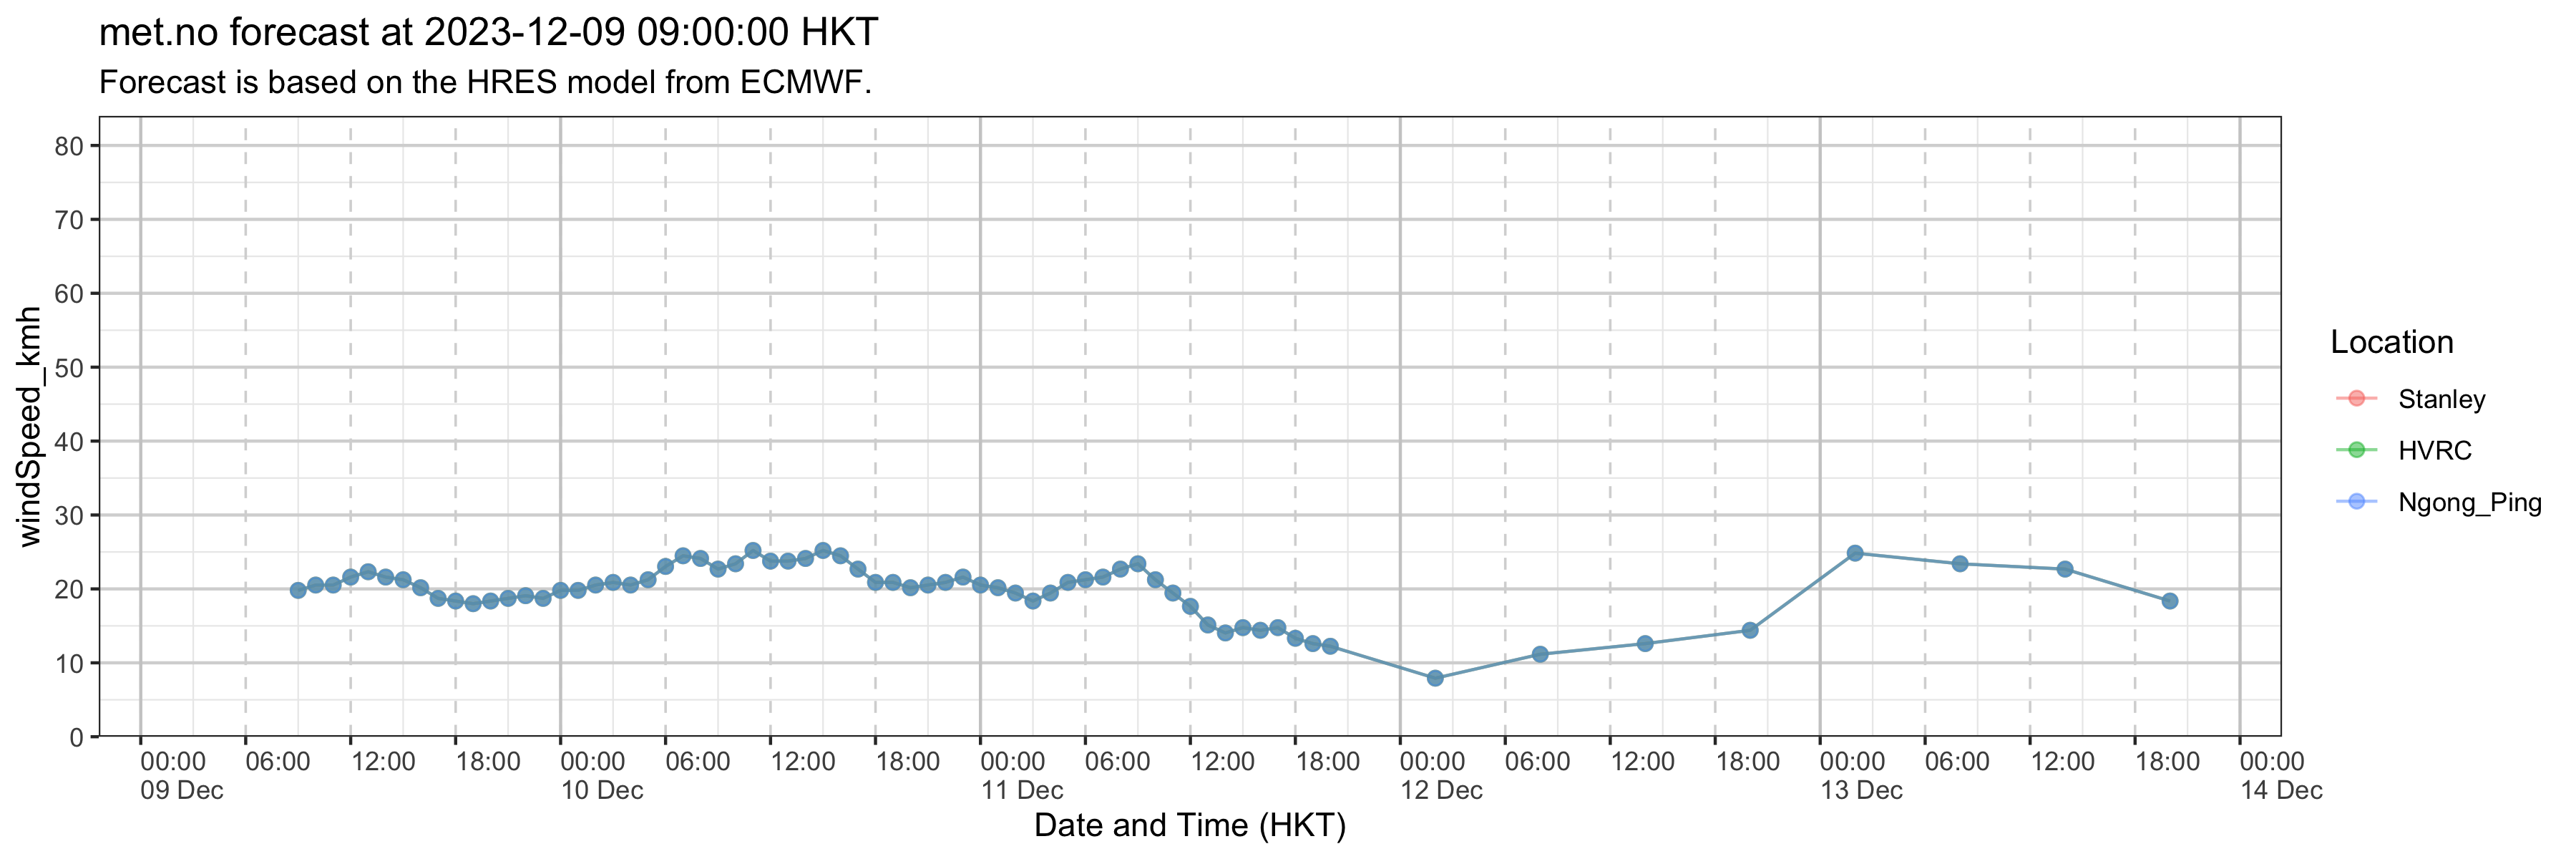 met.no forecast at 2023-12-09 09:00:00 HKT
Forecast is based on the HRES model from ECMWF.
windSpeed_kmh
80
70
60
50
40
30
20
10
0
00:00 06:00 12:00 18:00 00:00 06:00 12:00 18:00 00:00 06:00 12:00 18:00 00:00 06:00 12:00 18:00 00:00 06:00 12:00 18:00 00:00
09 Dec 10 Dec 11 Dec 12 Dec 13 Dec 14 Dec
Date and Time (HKT)
Location
Stanley
HVRC
Ngong_Ping